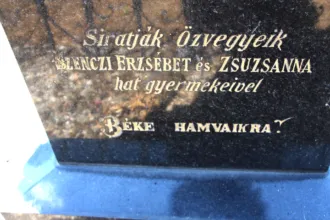 Siratják Özvegyeik
ERZSÉBET és ZSUZSANNA
hat gyermekeivel
BÉKE HAMVAIKRA?